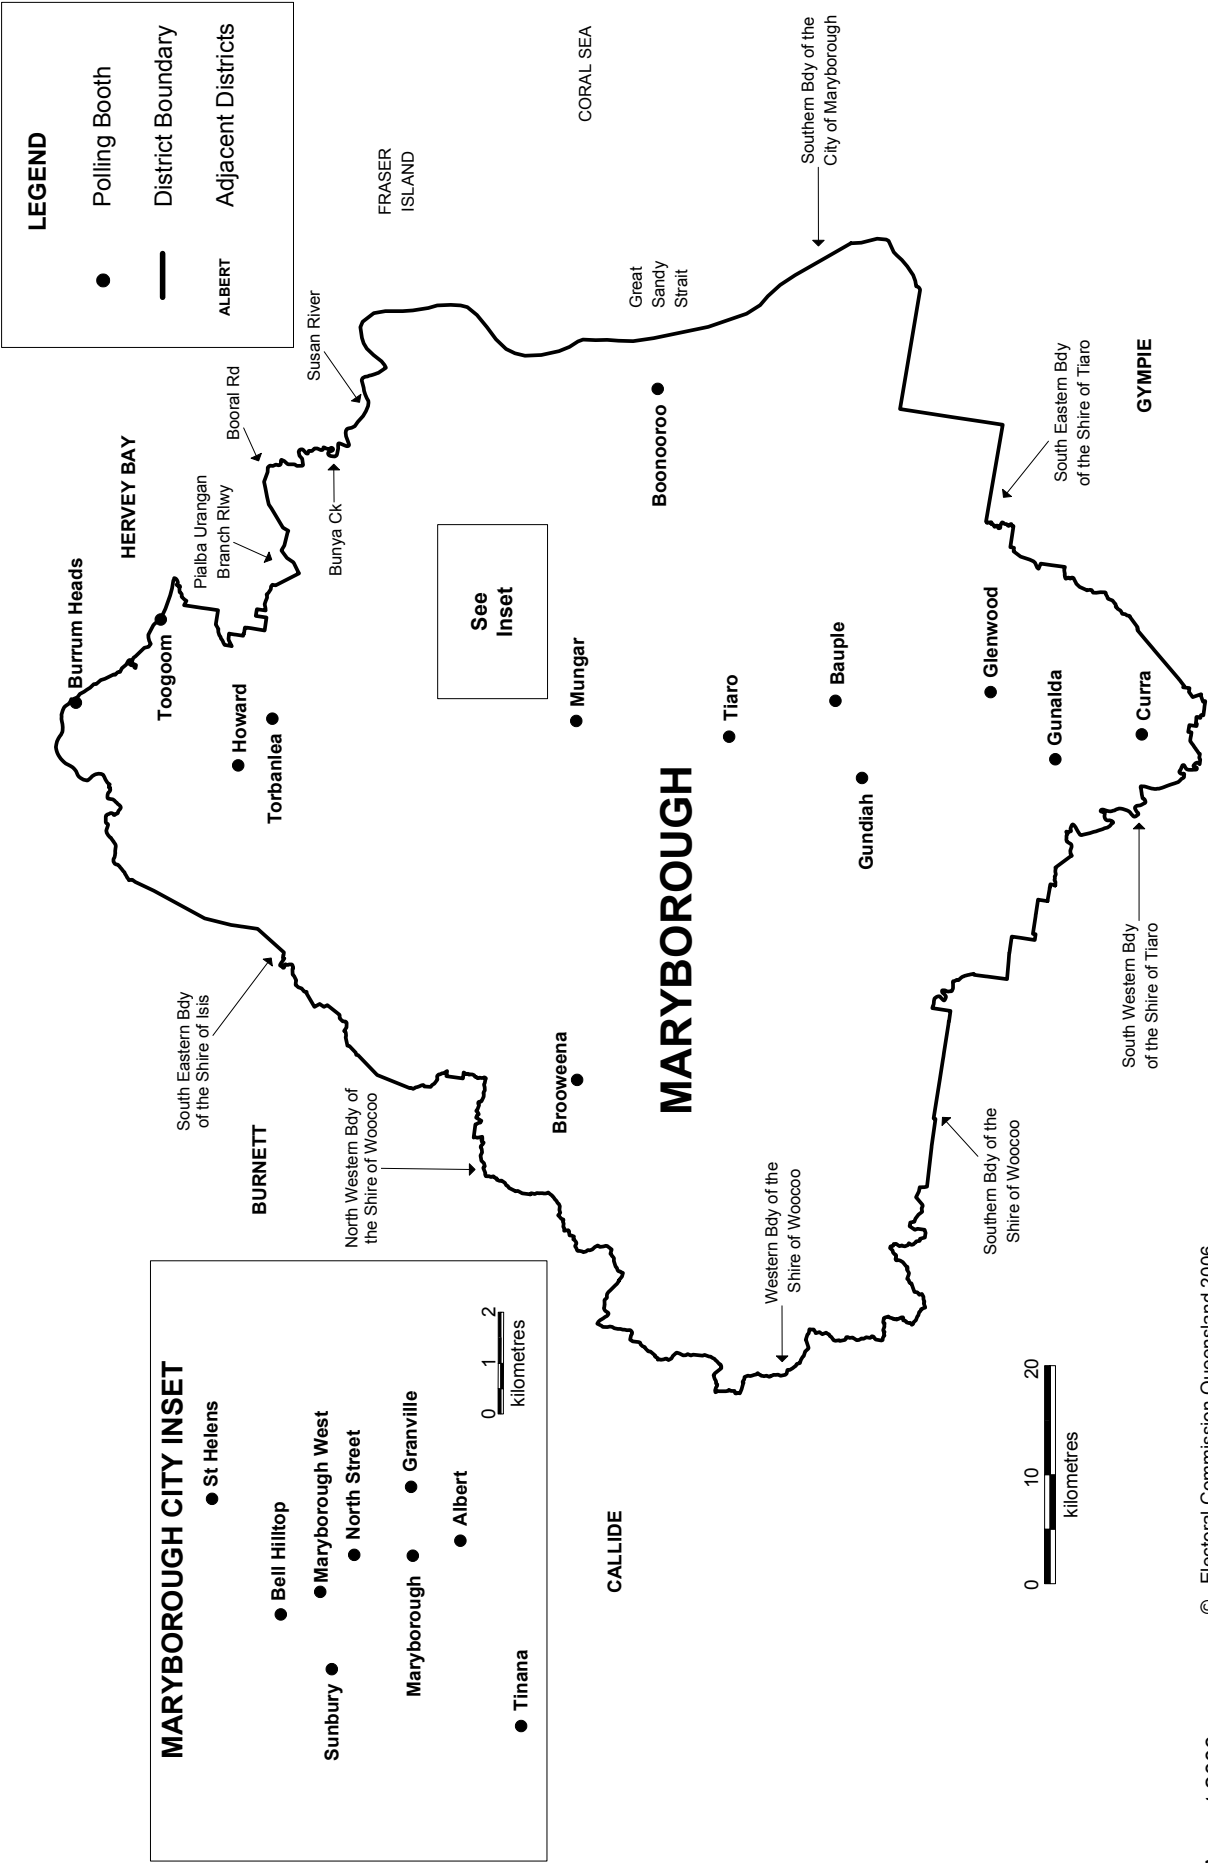 LEGEND
Polling Booth
District Boundary
ALBERT
Adjacent Districts
MARYBOROUGH CITY INSET
St Helens
Bell Hilltop
Maryborough West
North Street
Sunbury
Maryborough
Granville
Albert
Tinana
0 1 2
kilometres
HERVEY BAY
Burrum Heads
Toogoom
Howard
Torbanlea
Booral Rd
Susan River
Pialba Urangan
Branch Rlwy
Bunya Ck
FRASER
ISLAND
CORAL SEA
South Eastern Bdy
of the Shire of Isis
BURNETT
North Western Bdy of
the Shire of Woocoo
See
Inset
Mungar
Brooweena
Boonooroo
Great
Sandy
Strait
MARYBOROUGH
Tiaro
Bauple
Gundiah
Glenwood
Gunalda
Curra
Southern Bdy of the
City of Maryborough
South Eastern Bdy
of the Shire of Tiaro
GYMPIE
Western Bdy of the
Shire of Woocoo
Southern Bdy of the
Shire of Woocoo
South Western Bdy
of the Shire of Tiaro
CALLIDE
0 10 20
kilometres
© Electoral Commission Queensland 2006